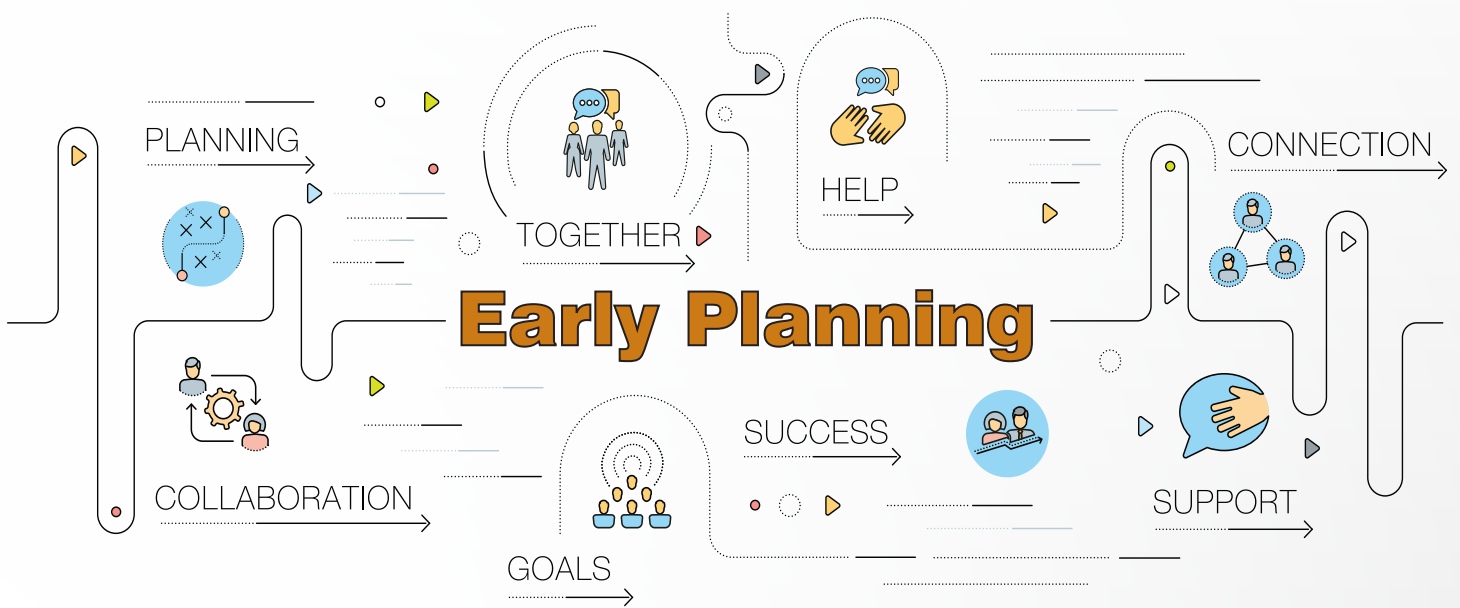 PLANNING
TOGETHER
HELP
CONNECTION
Early Planning
COLLABORATION
GOALS
SUCCESS
SUPPORT